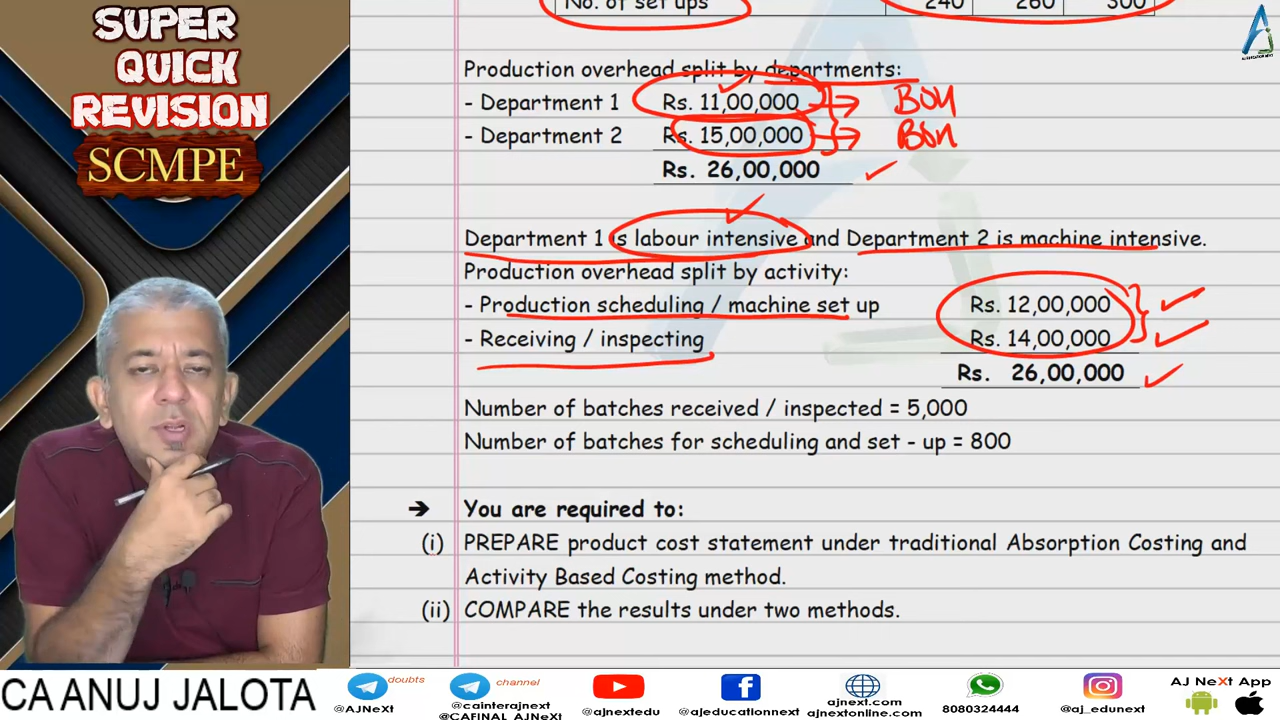 SUPER
QUICK
REVISION
SCMPE
No. of set ups 240 260 300
Production overhead split by departments:
- Department 1 Rs. 11,00,000 BOH
- Department 2 Rs. 15,00,000 BOH
Rs. 26,00,000
Department 1 is labour intensive and Department 2 is machine intensive.
Production overhead split by activity:
- Production scheduling / machine set up Rs. 12,00,000
- Receiving / inspecting Rs. 14,00,000
Rs. 26,00,000
Number of batches received / inspected = 5,000
Number of batches for scheduling and set - up = 800
➔ You are required to:
(i) PREPARE product cost statement under traditional Absorption Costing and
Activity Based Costing method.
(ii) COMPARE the results under two methods.
CA ANUJ JALOTA
doubts
@AJNeXt
channel
@cainterajnext
@CAFINAL_AJNeXt
@ajnextedu
@ajeducationnext
ajnext.com
ajnextonline.com
8080324444
@aj_edunext
AJ NeXt App